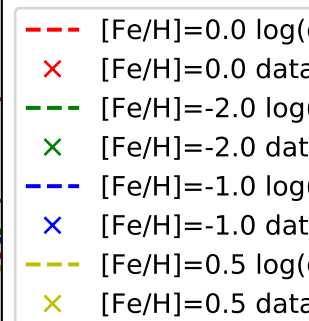 [Fe/H]=0.0 log(
[Fe/H]=0.0 data
[Fe/H]=-2.0 log(
[Fe/H]=-2.0 dat
[Fe/H]=-1.0 log(
[Fe/H]=-1.0 dat
[Fe/H]=0.5 log(
[Fe/H]=0.5 data